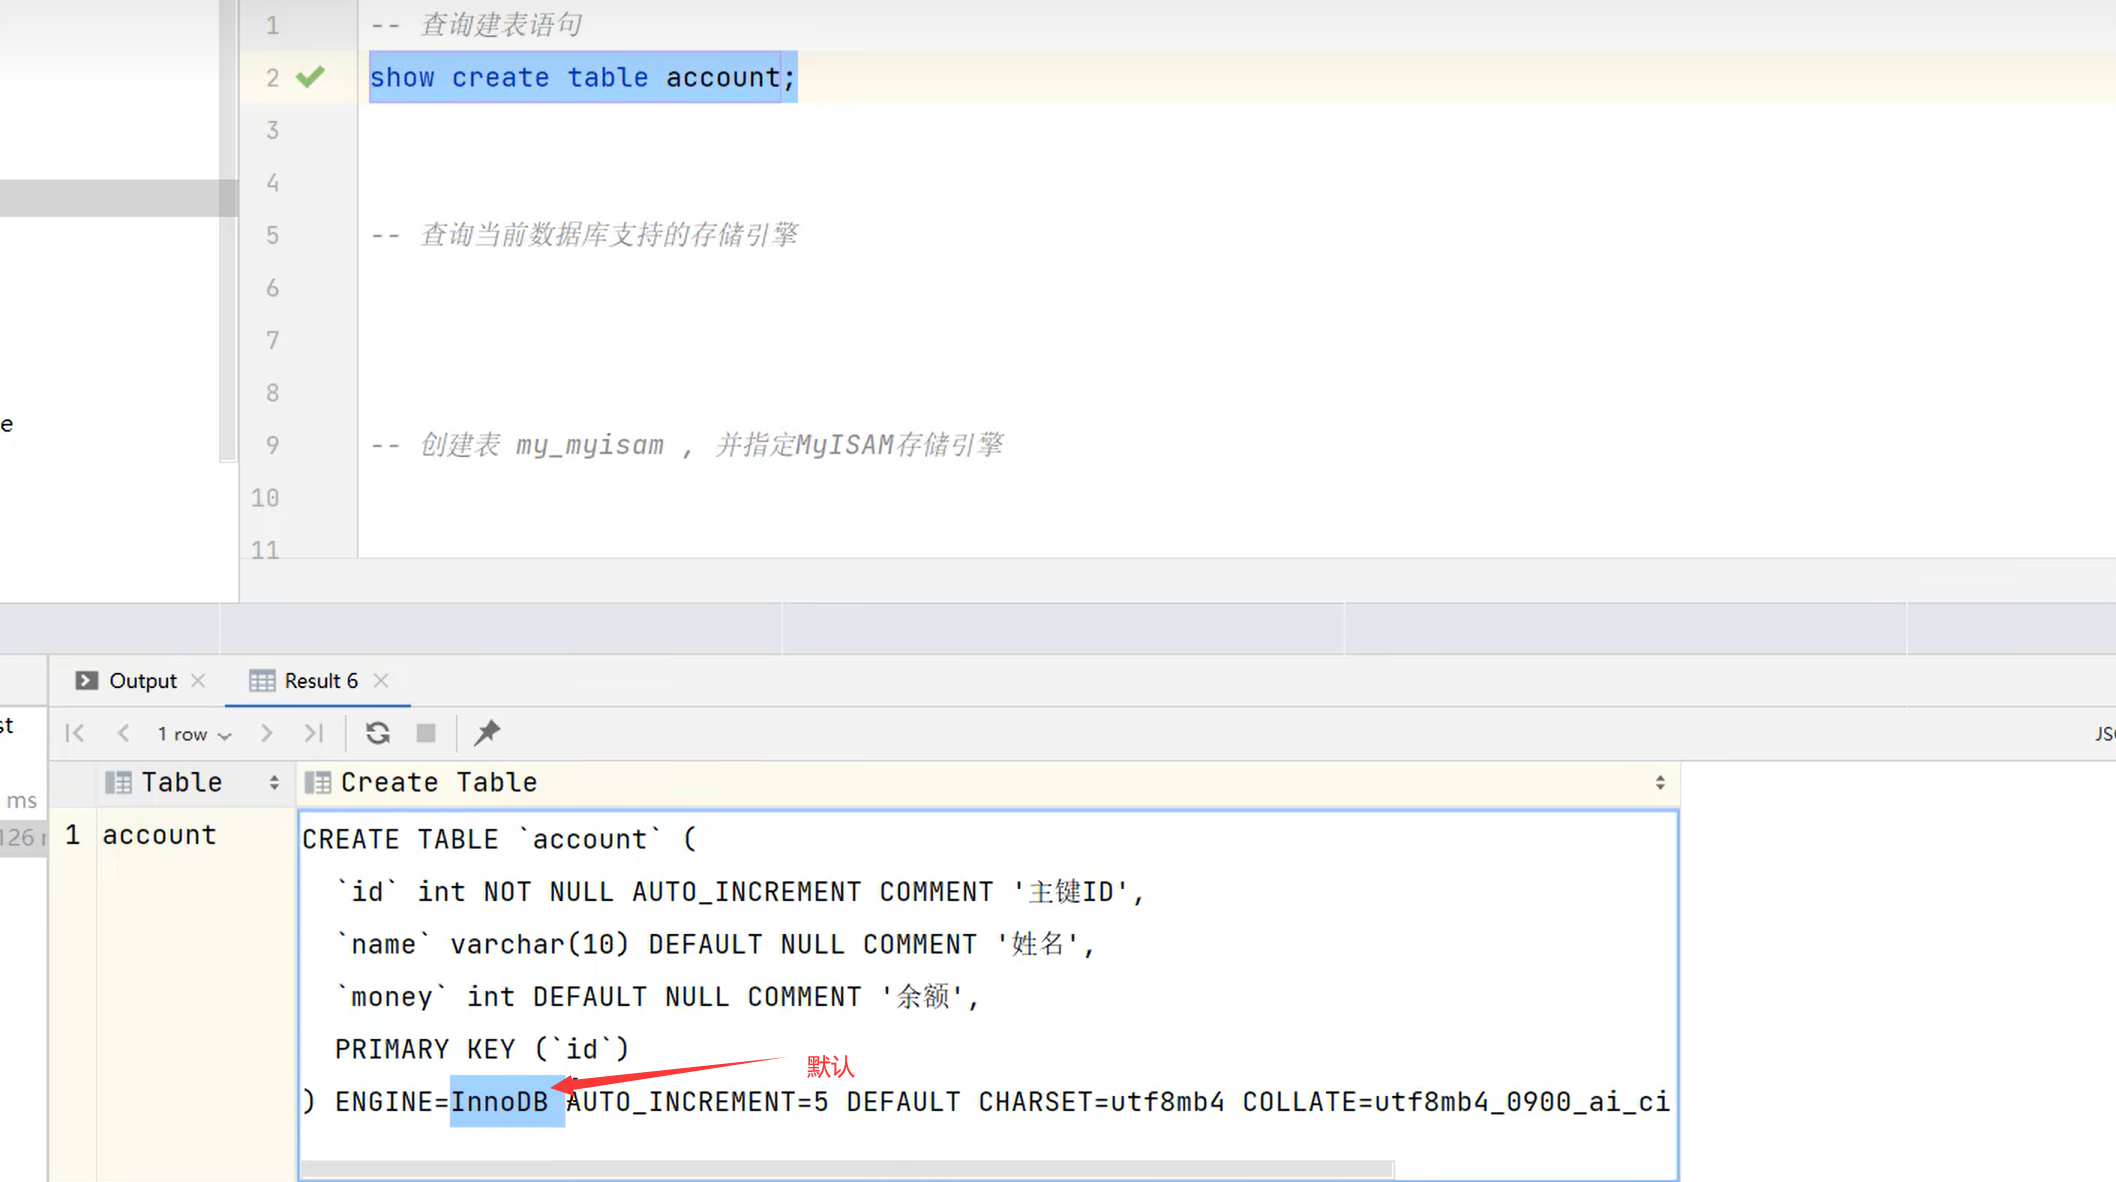 1 -- 查询建表语句
2 show create table account;
3
4
5 -- 查询当前数据库支持的存储引擎
6
7
8
e
9 -- 创建表 my_myisam , 并指定MyISAM存储引擎
10
11
Output Result 6
st
1 row
Table Create Table
ms
1 account CREATE TABLE `account` (
126
`id` int NOT NULL AUTO_INCREMENT COMMENT '主键ID',
`name` varchar(10) DEFAULT NULL COMMENT '姓名',
`money` int DEFAULT NULL COMMENT '余额',
PRIMARY KEY (`id`)
默认
) ENGINE=InnoDB AUTO_INCREMENT=5 DEFAULT CHARSET=utf8mb4 COLLATE=utf8mb4_0900_ai_ci